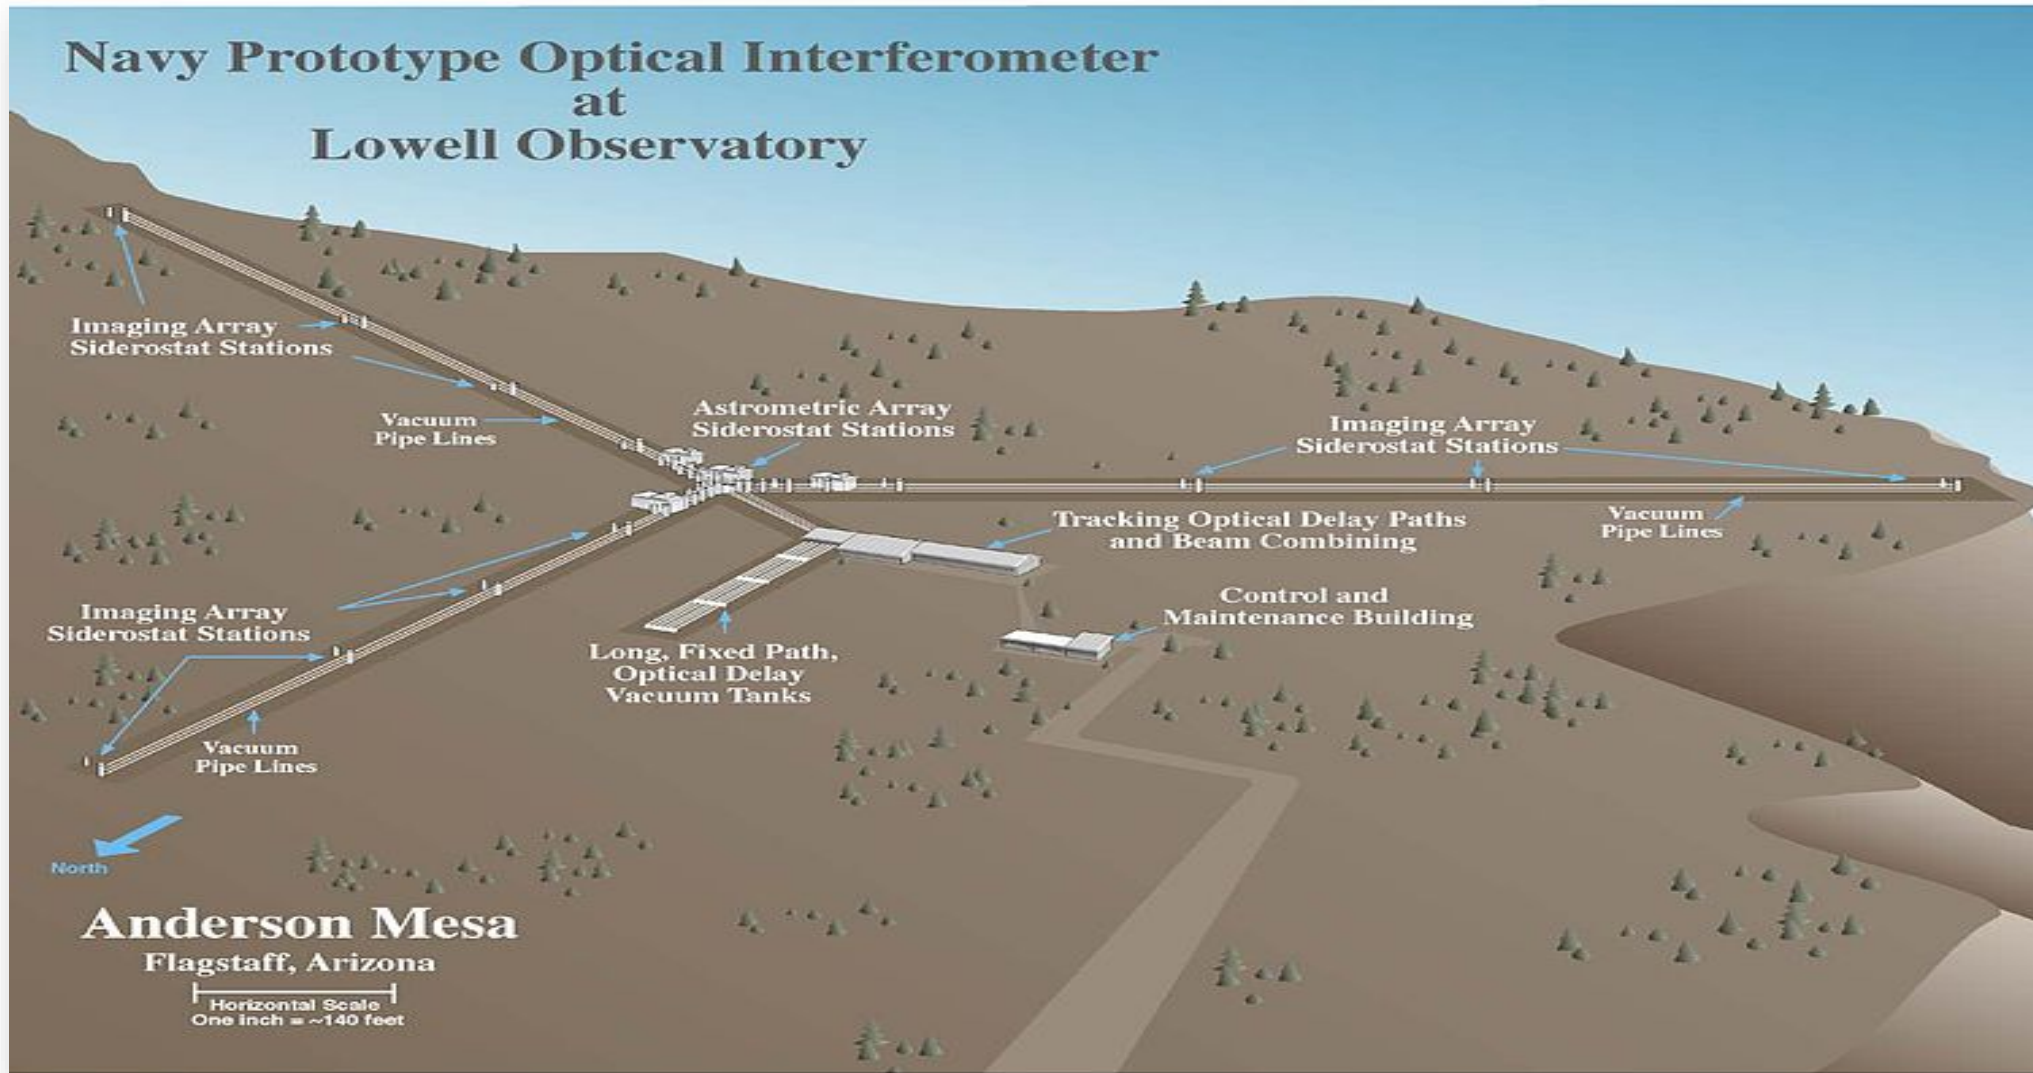 Navy Prototype Optical Interferometer
at
Lowell Observatory
Imaging Array
Siderostat Stations
Vacuum
Pipe Lines
Astrometric Array
Siderostat Stations
Imaging Array
Siderostat Stations
Vacuum
Pipe Lines
Tracking Optical Delay Paths
and Beam Combining
Control and
Maintenance Building
Imaging Array
Siderostat Stations
Long, Fixed Path,
Optical Delay
Vacuum Tanks
Vacuum
Pipe Lines
North
Anderson Mesa
Flagstaff, Arizona
Horizontal Scale
One inch = ~140 feet